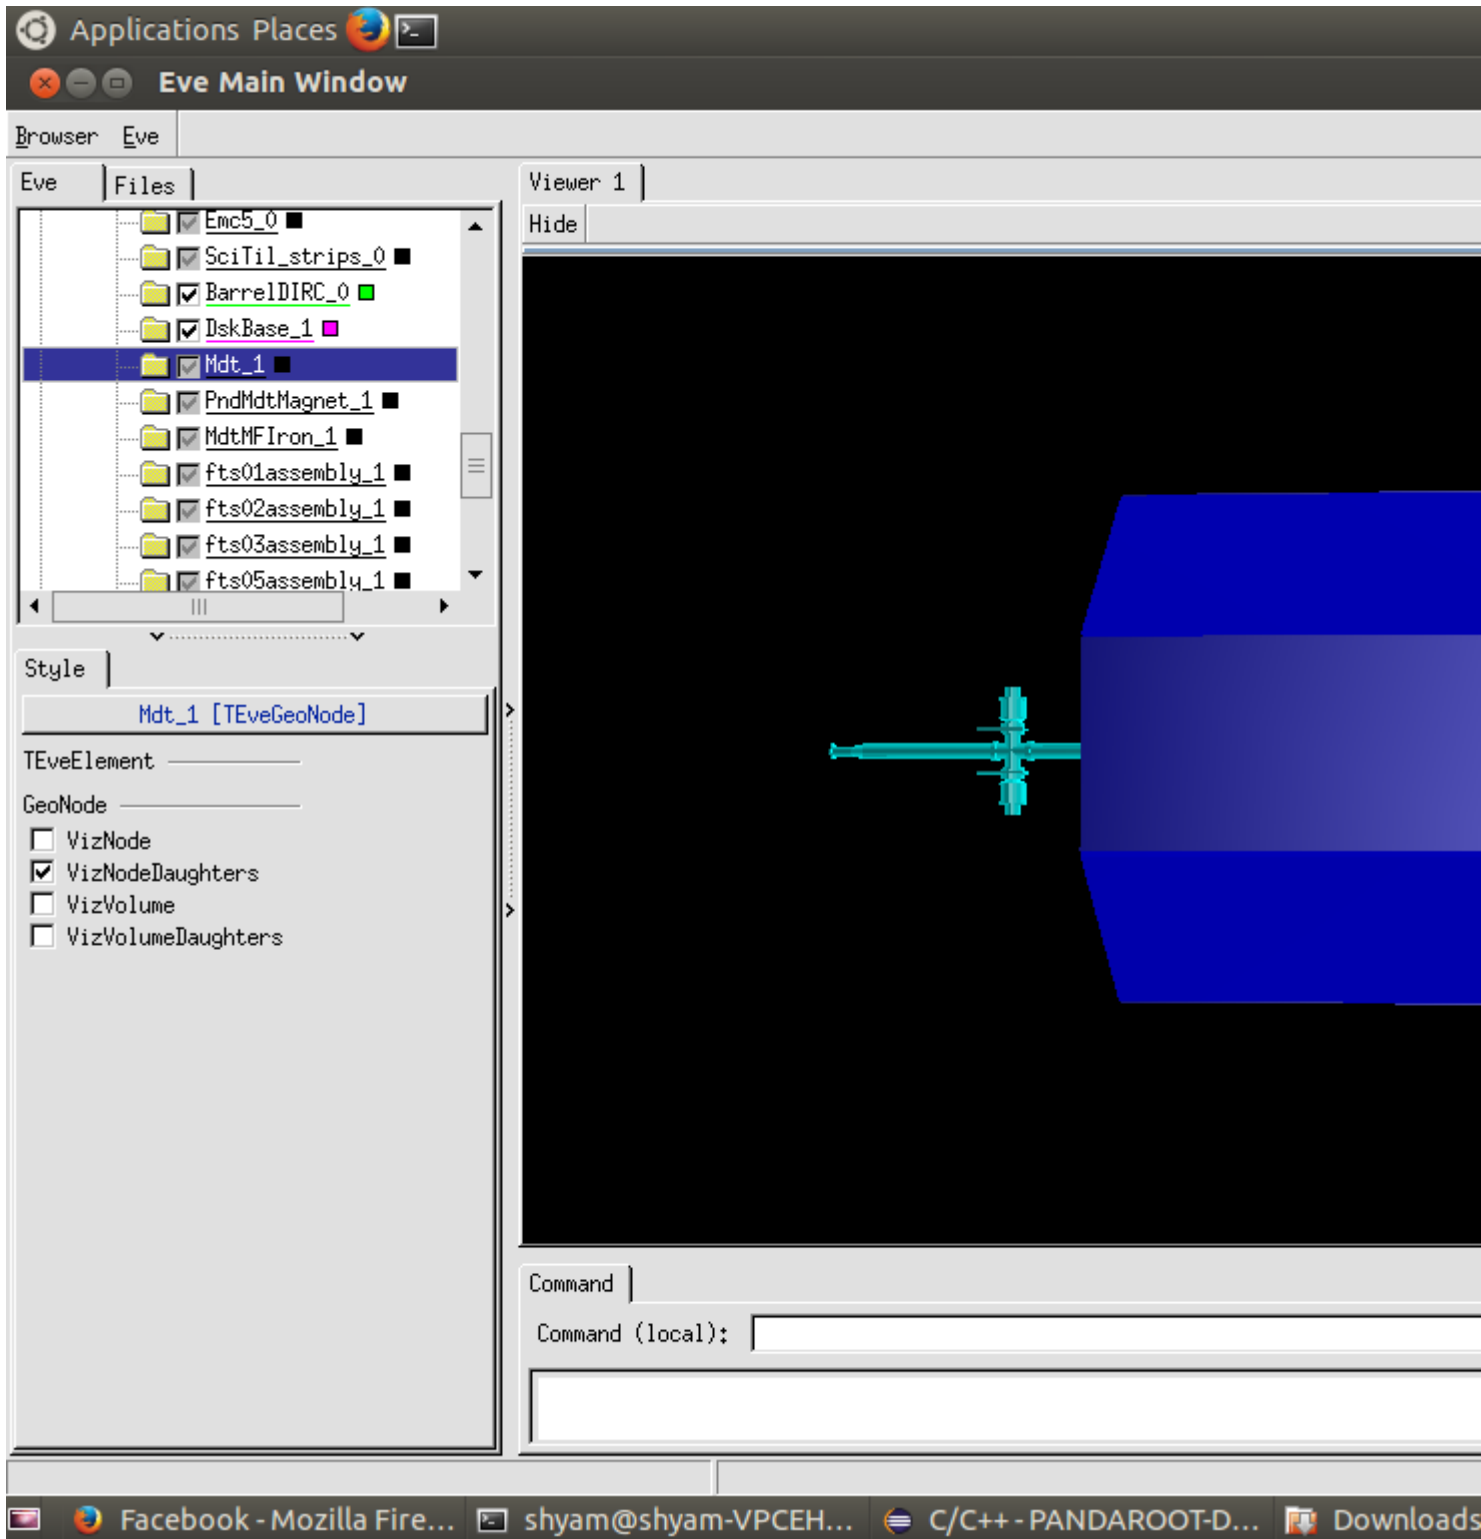 Applications Places
Eve Main Window
Browser Eve
Eve Files
Emc5_0
SciTil_strips_0
BarrelDIRC_0
DskBase_1
Mdt_1
PndMdtMagnet_1
MdtMFIron_1
fts01assembly_1
fts02assembly_1
fts03assembly_1
fts05assembly_1
Style
Mdt_1 [TEveGeoNode]
TEveElement
GeoNode
VizNode
VizNodeDaughters
VizVolume
VizVolumeDaughters
Viewer 1
Hide
Command
Command (local):
Facebook - Mozilla Fire... shyam@shyam-VPCEH... C/C++ - PANDAROOT-D... Downloads